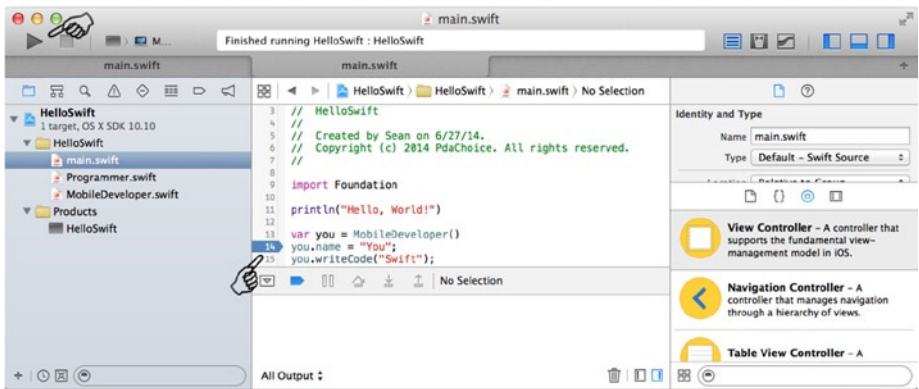 main.swift
M...
Finished running HelloSwift : HelloSwift
main.swift
main.swift
HelloSwift
1 target, OS X SDK 10.10
HelloSwift
main.swift
Programmer.swift
MobileDeveloper.swift
Products
HelloSwift
HelloSwift
HelloSwift
main.swift
No Selection
3 // HelloSwift
4 //
5 // Created by Sean on 6/27/14.
6 // Copyright (c) 2014 PdaChoice. All rights reserved.
7 //
8
9 import Foundation
10
11 println("Hello, World!")
12
13 var you = MobileDeveloper()
14 you.name = "You";
15 you.writeCode("Swift");
No Selection
All Output
Identity and Type
Name main.swift
Type Default - Swift Source
Relative to Group
View Controller - A controller that
supports the fundamental view-
management model in iOS.
Navigation Controller - A
controller that manages navigation
through a hierarchy of views.
Table View Controller - A